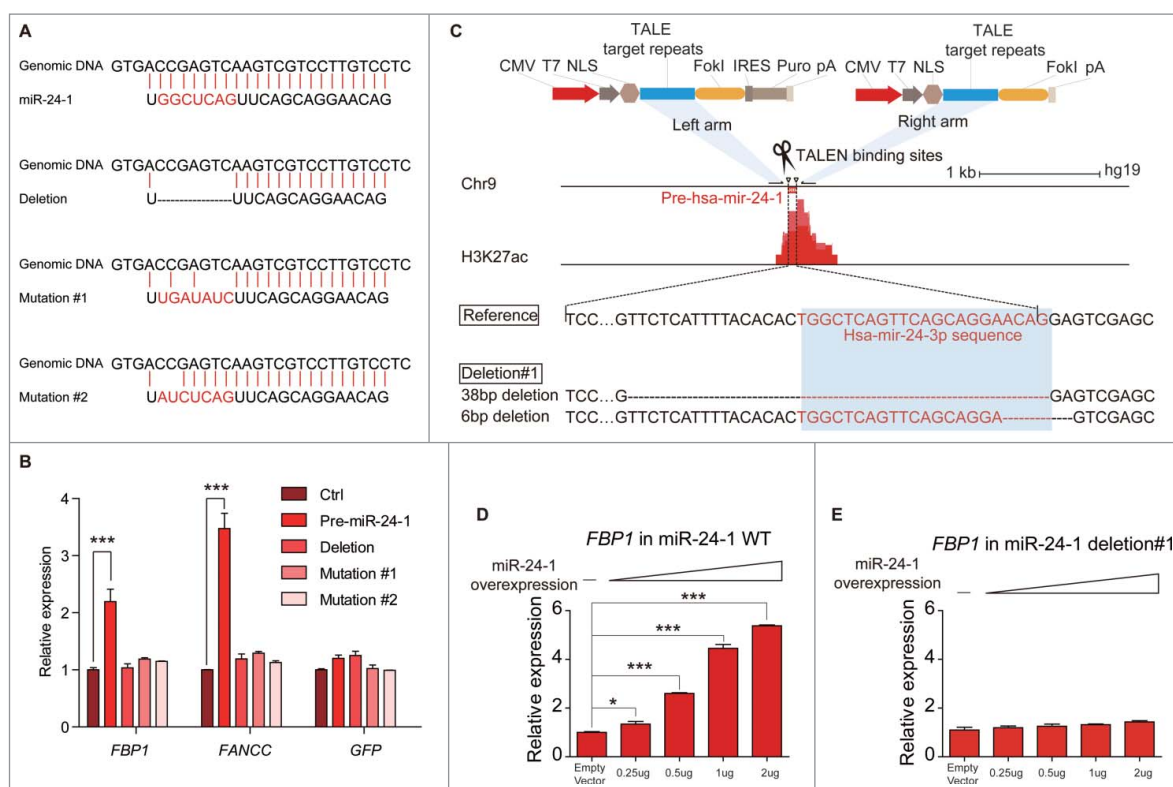 A
Genomic DNA GTGACCGAGTCAAGTCGTCCTTGTCCTC
miR-24-1 UGGCUCAGUUCAGCAGGAACAG
Genomic DNA GTGACCGAGTCAAGTCGTCCTTGTCCTC
Deletion U----------------UUCAGCAGGAACAG
Genomic DNA GTGACCGAGTCAAGTCGTCCTTGTCCTC
Mutation #1 UUGAUAUCUUCAGCAGGAACAG
Genomic DNA GTGACCGAGTCAAGTCGTCCTTGTCCTC
Mutation #2 UAUCUCAGUUCAGCAGGAACAG
C
TALE target repeats
CMV T7 NLS FokI IRES Puro pA
Left arm
TALE target repeats
CMV T7 NLS FokI pA
Right arm
TALEN binding sites
1 kb hg19
Chr9
Pre-hsa-mir-24-1
H3K27ac
Reference TCC...GTTCTCATTTTACACACTGGCTCAGTTCAGCAGGAACAGGAGTCGAGC
Hsa-mir-24-3p sequence
Deletion#1
38bp deletion TCC...G--------------------------------------GAGTCGAGC
6bp deletion TCC...GTTCTCATTTTACACACTGGCTCAGTTCAGCAGGA------GTCGAGC
B
Relative expression
4
3
2
1
0
*** ***
Ctrl
Pre-miR-24-1
Deletion
Mutation #1
Mutation #2
FBP1 FANCC GFP
D
FBP1 in miR-24-1 WT
miR-24-1
overexpression
Relative expression
6
4
2
0
***
***
***
*
Empty Vector 0.25ug 0.5ug 1ug 2ug
E
FBP1 in miR-24-1 deletion#1
miR-24-1
overexpression
Relative expression
6
4
2
0
Empty Vector 0.25ug 0.5ug 1ug 2ug